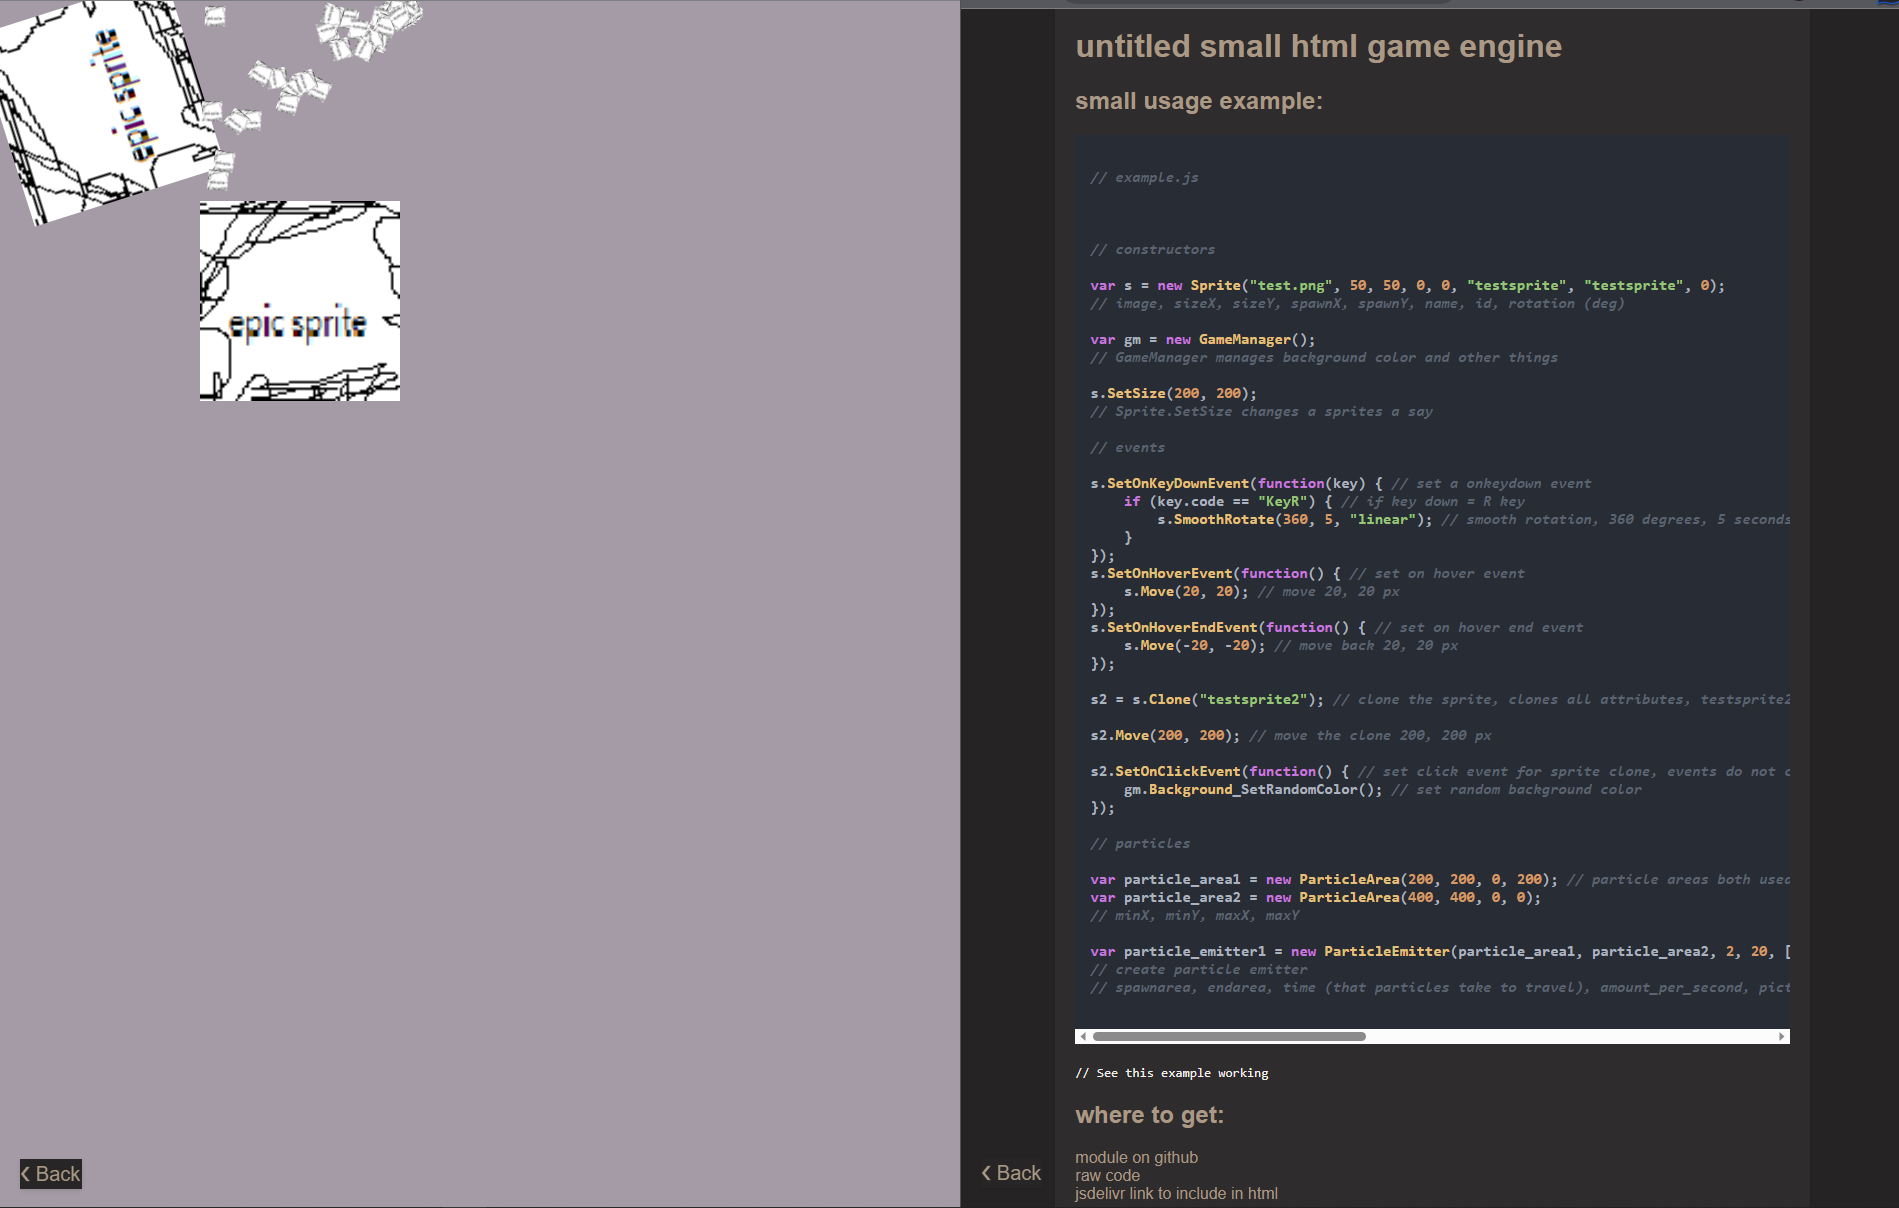 epic sprite
epic sprite
‹ Back
untitled small html game engine
small usage example:
// example.js
// constructors
var s = new Sprite("test.png", 50, 50, 0, 0, "testsprite", "testsprite", 0);
// image, sizeX, sizeY, spawnX, spawnY, name, id, rotation (deg)
var gm = new GameManager();
// GameManager manages background color and other things
s.SetSize(200, 200);
// Sprite.SetSize changes a sprites a say
// events
s.SetOnKeyDownEvent(function(key) { // set a onkeydown event
if (key.code == "KeyR") { // if key down = R key
s.SmoothRotate(360, 5, "linear"); // smooth rotation, 360 degrees, 5 seconds
}
});
s.SetOnHoverEvent(function() { // set on hover event
s.Move(20, 20); // move 20, 20 px
});
s.SetOnHoverEndEvent(function() { // set on hover end event
s.Move(-20, -20); // move back 20, 20 px
});
s2 = s.Clone("testsprite2"); // clone the sprite, clones all attributes, testsprite2
s2.Move(200, 200); // move the clone 200, 200 px
s2.SetOnClickEvent(function() { // set click event for sprite clone, events do not c
gm.Background_SetRandomColor(); // set random background color
});
// particles
var particle_area1 = new ParticleArea(200, 200, 0, 200); // particle areas both used
var particle_area2 = new ParticleArea(400, 400, 0, 0);
// minX, minY, maxX, maxY
var particle_emitter1 = new ParticleEmitter(particle_area1, particle_area2, 2, 20, [
// create particle emitter
// spawnarea, endarea, time (that particles take to travel), amount_per_second, pict
// See this example working
where to get:
module on github
raw code
jsdelivr link to include in html
‹ Back